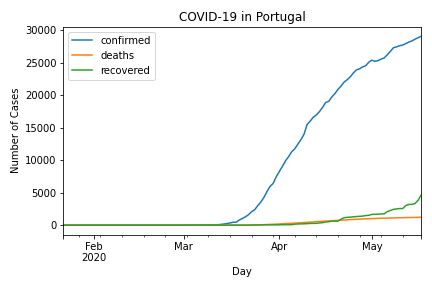 COVID-19 in Portugal
Number of Cases
30000
25000
20000
15000
10000
5000
0
confirmed
deaths
recovered
Feb
2020
Mar
Apr
May
Day